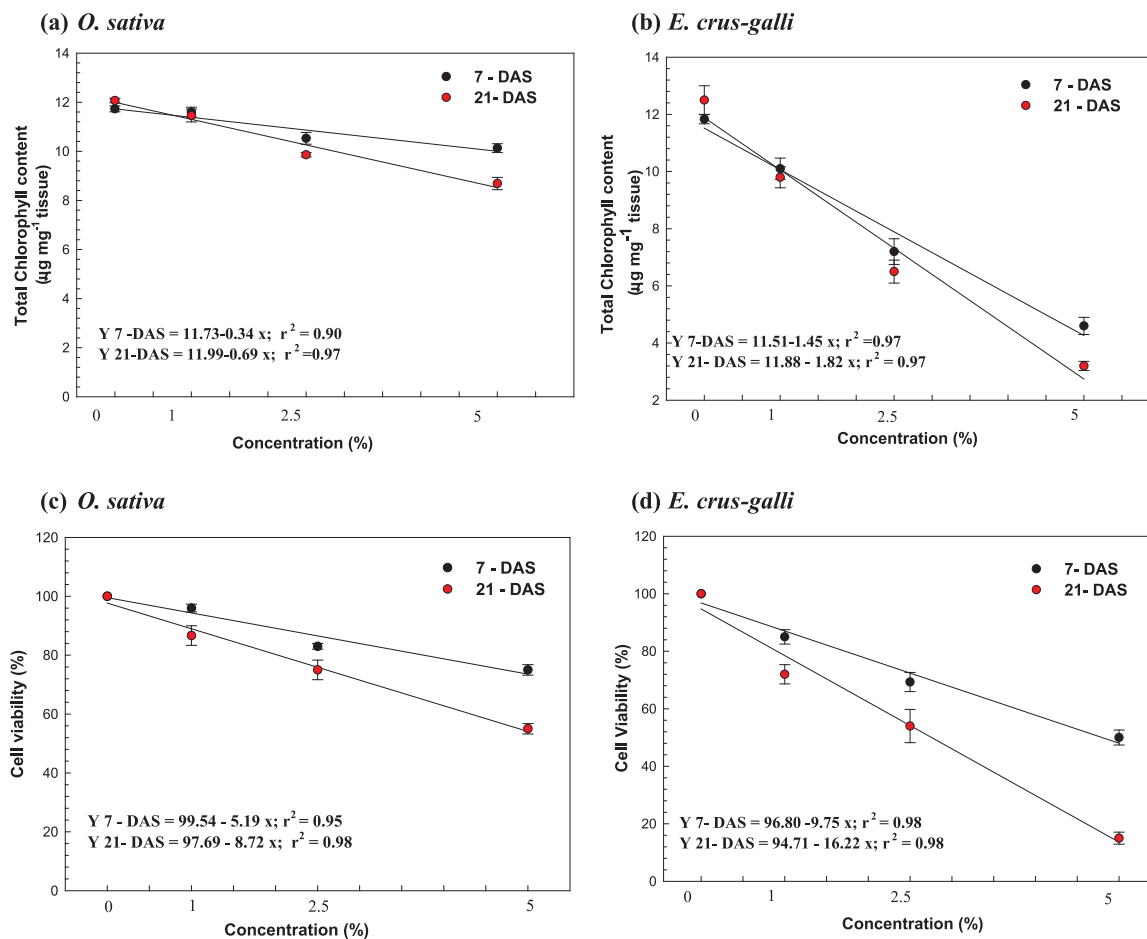 (a) O. sativa
14
12
10
8
6
4
2
0
Total Chlorophyll content
(µg mg-1 tissue)
7 - DAS
21- DAS
Y 7 -DAS = 11.73-0.34 x; r2 = 0.90
Y 21-DAS = 11.99-0.69 x; r2 =0.97
0 1 2.5 5
Concentration (%)
(b) E. crus-galli
14
12
10
8
6
4
2
Total Chlorophyll content
(µg mg-1 tissue)
7 - DAS
21- DAS
Y 7-DAS = 11.51-1.45 x; r2 =0.97
Y 21- DAS = 11.88 - 1.82 x; r2 = 0.97
0 1 2.5 5
Concentration (%)
(c) O. sativa
120
100
80
60
40
20
0
Cell viability (%)
7 - DAS
21 - DAS
Y 7 - DAS = 99.54 - 5.19 x; r2 = 0.95
Y 21- DAS = 97.69 - 8.72 x; r2 = 0.98
0 1 2.5 5
Concentration (%)
(d) E. crus-galli
120
100
80
60
40
20
0
Cell Viability (%)
7- DAS
21 - DAS
Y 7- DAS = 96.80 -9.75 x; r2 = 0.98
Y 21- DAS = 94.71 - 16.22 x; r2 = 0.98
0 1 2.5 5
Concentration (%)